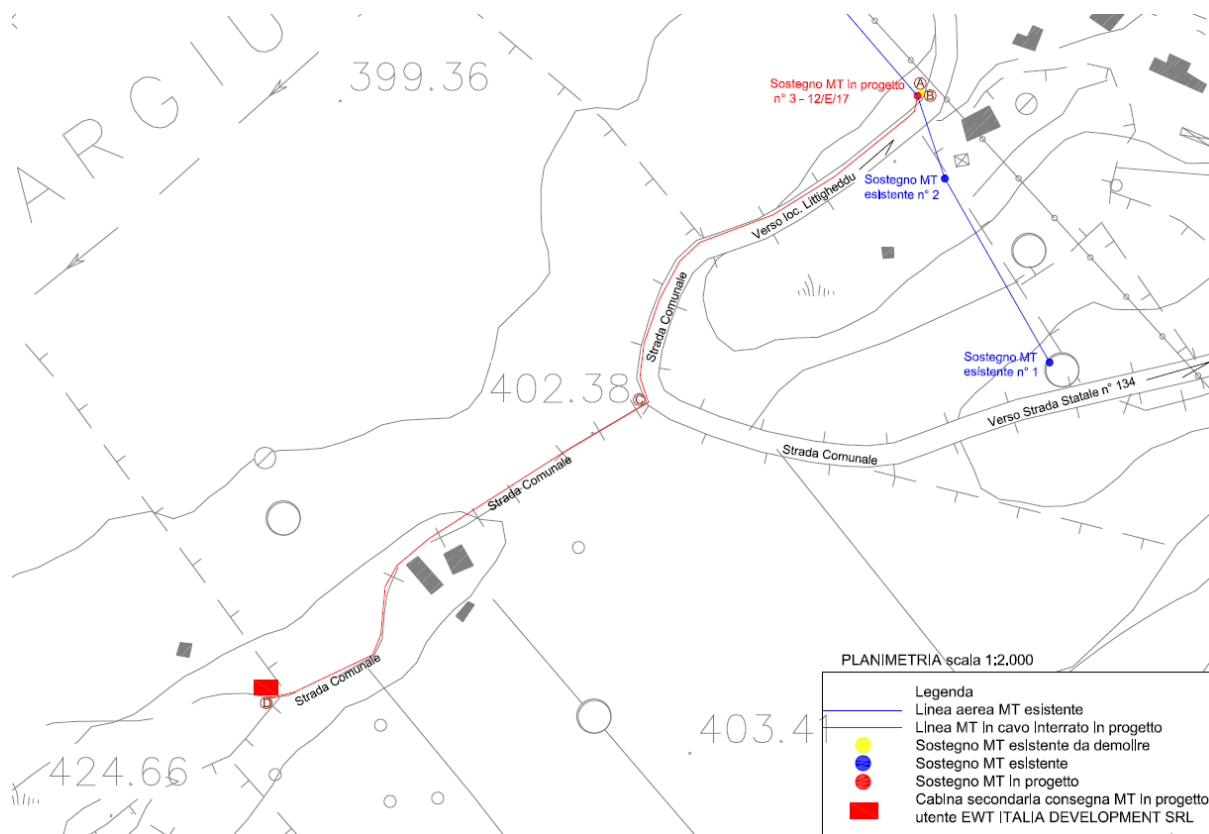 ARGIU
399.36
Sostegno MT in progetto
n° 3 - 12/E/17
A
B
Sostegno MT
esistente n° 2
Verso loc. Littigheddu
Strada Comunale
Sostegno MT
esistente n° 1
402.38
C
Verso Strada Statale n° 134
Strada Comunale
Strada Comunale
Strada Comunale
D
424.66
403.41
PLANIMETRIA scala 1:2.000
Legenda
Linea aerea MT esistente
Linea MT in cavo interrato in progetto
Sostegno MT esistente da demolire
Sostegno MT esistente
Sostegno MT in progetto
Cabina secondaria consegna MT in progetto
utente EWT ITALIA DEVELOPMENT SRL